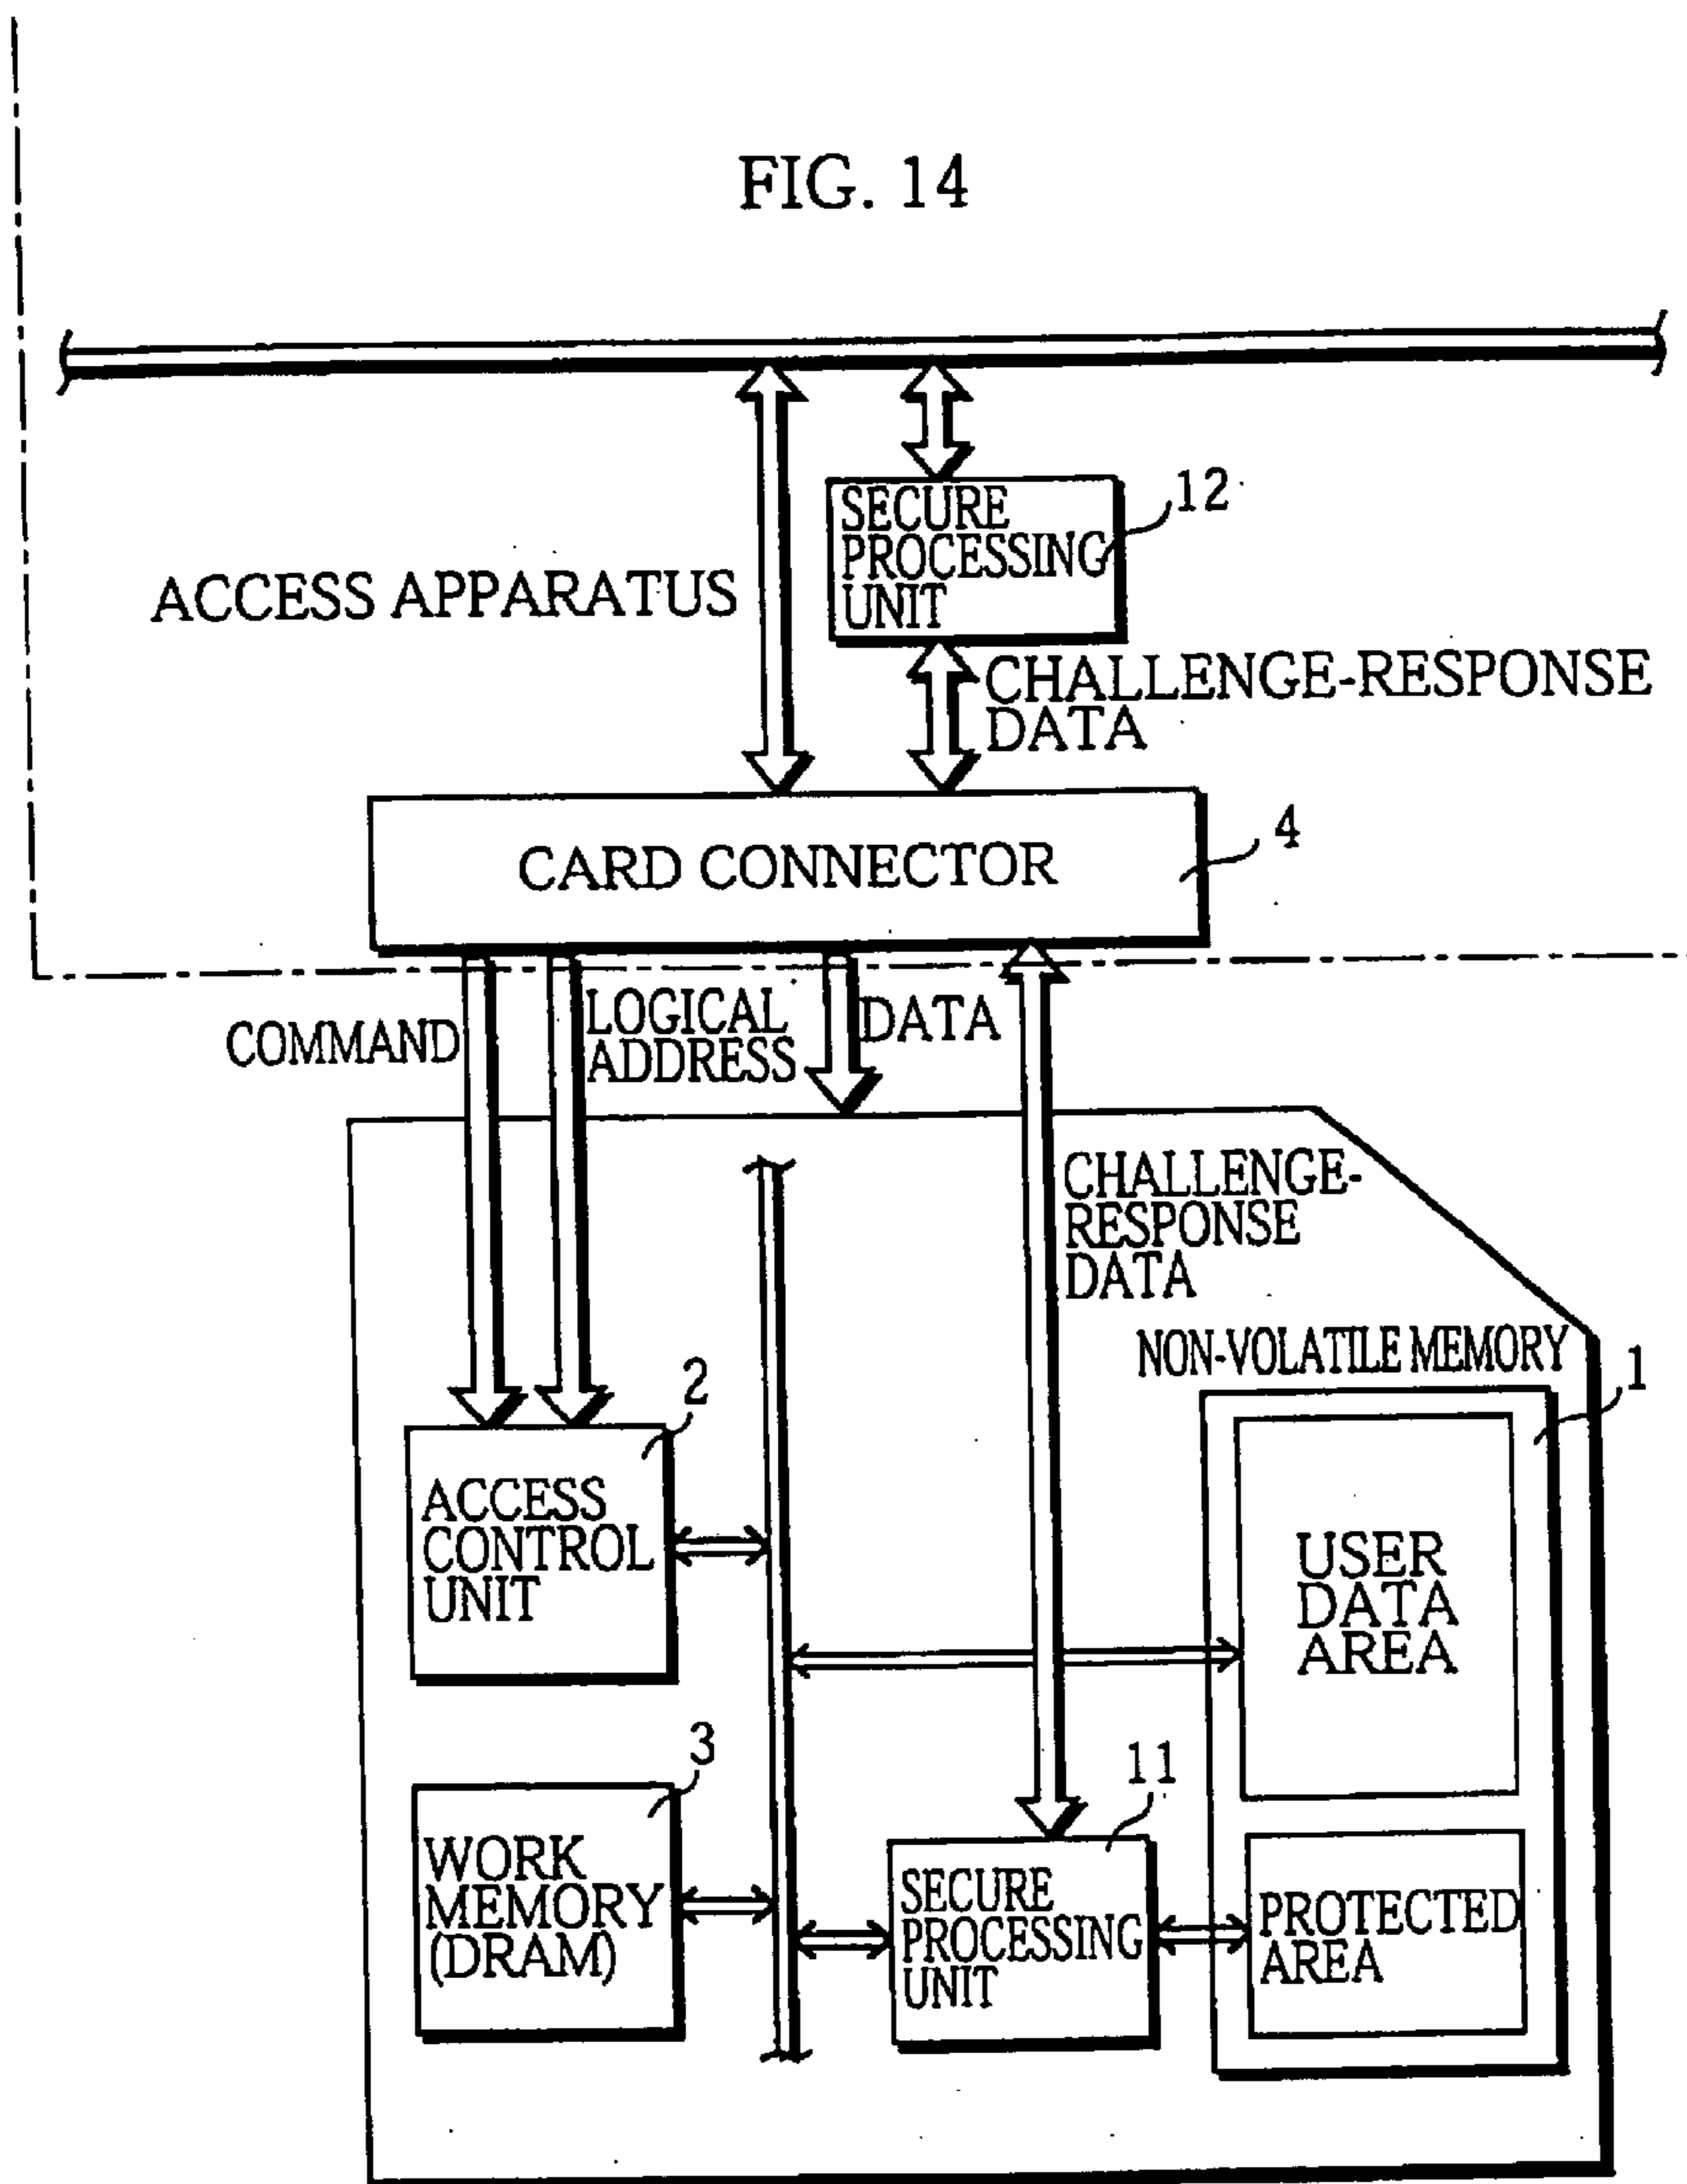 FIG. 14
SECURE
PROCESSING
UNIT
12
ACCESS APPARATUS
CHALLENGE-RESPONSE
DATA
CARD CONNECTOR
4
COMMAND
LOGICAL
ADDRESS
DATA
CHALLENGE-
RESPONSE
DATA
NON-VOLATILE MEMORY
1
2
ACCESS
CONTROL
UNIT
USER
DATA
AREA
3
WORK
MEMORY
(DRAM)
11
SECURE
PROCESSING
UNIT
PROTECTED
AREA